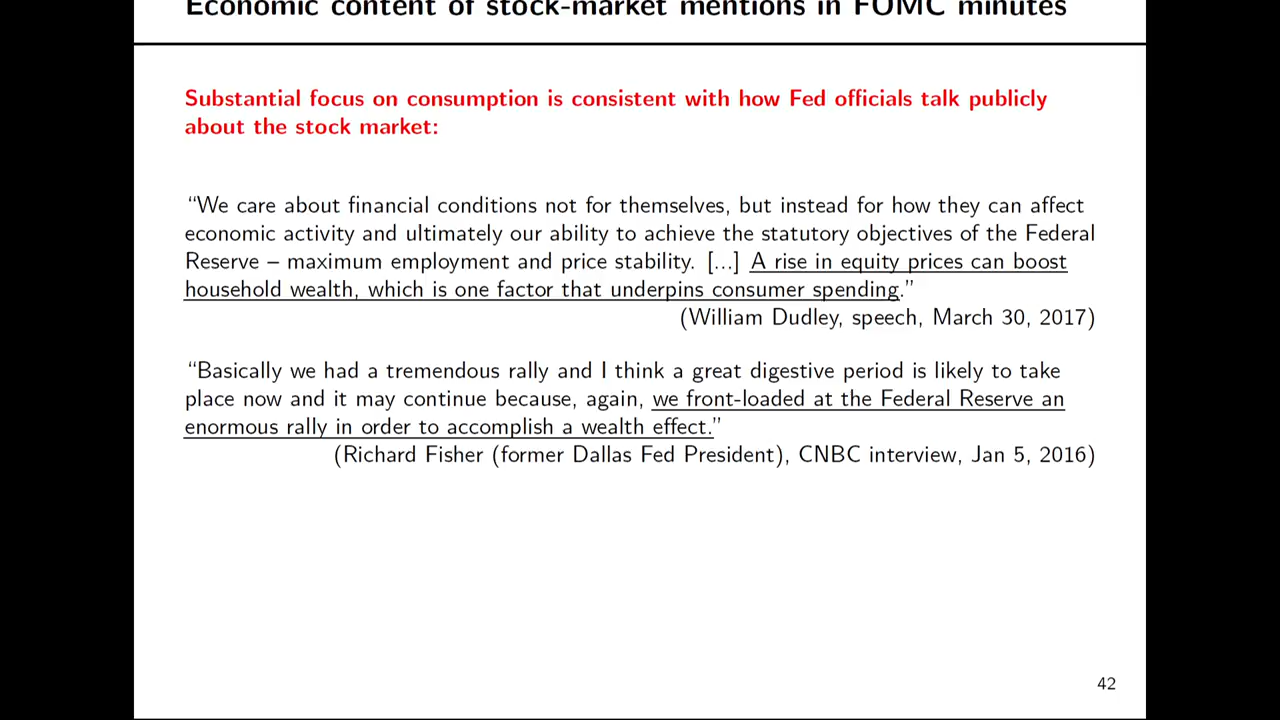 Economic content of stock-market mentions in FOMC minutes
Substantial focus on consumption is consistent with how Fed officials talk publicly
about the stock market:
“We care about financial conditions not for themselves, but instead for how they can affect
economic activity and ultimately our ability to achieve the statutory objectives of the Federal
Reserve – maximum employment and price stability. [...] A rise in equity prices can boost
household wealth, which is one factor that underpins consumer spending.”
(William Dudley, speech, March 30, 2017)
“Basically we had a tremendous rally and I think a great digestive period is likely to take
place now and it may continue because, again, we front-loaded at the Federal Reserve an
enormous rally in order to accomplish a wealth effect.”
(Richard Fisher (former Dallas Fed President), CNBC interview, Jan 5, 2016)
42